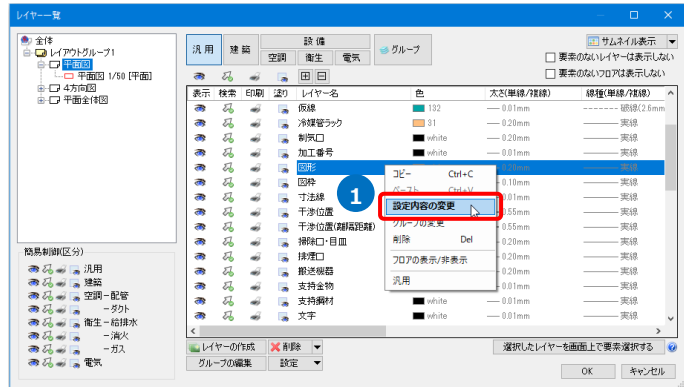 レイヤー一覧
全体
レイアウトグループ1
平面図
平面図 1/50 [平面]
4方向図
平面全体図
簡易制御(区分)
汎用
建築
空調－配管
－ダクト
衛生－給排水
－消火
－ガス
電気
汎用 建築 設備 グループ
空調 衛生 電気
サムネイル表示
要素のないレイヤーは表示しない
要素のないフロアは表示しない
表示 検索 印刷 塗り レイヤー名 色 太さ(単線/複線) 線種(単線/複線)
仮線 132 0.01mm 破線(2.6mm
冷媒管ラック 31 0.20mm 実線
制気口 white 0.20mm 実線
加工番号 white 0.01mm 実線
図形 0.20mm 実線
図枠 0.10mm 実線
寸法線 0.01mm 実線
干渉位置 0.55mm 実線
干渉位置(離隔距離) 0.55mm 実線
掃除口・目皿 0.20mm 実線
排煙口 0.20mm 実線
搬送機器 0.20mm 実線
支持金物 0.01mm 実線
支持鋼材 white 0.01mm 実線
文字 white 0.01mm 実線
コピー Ctrl+C
ペースト Ctrl+V
1
設定内容の変更
グループの変更
削除 Del
フロアの表示/非表示
汎用
レイヤーの作成 削除 選択したレイヤーを画面上で要素選択する
グループの編集 設定
OK キャンセル